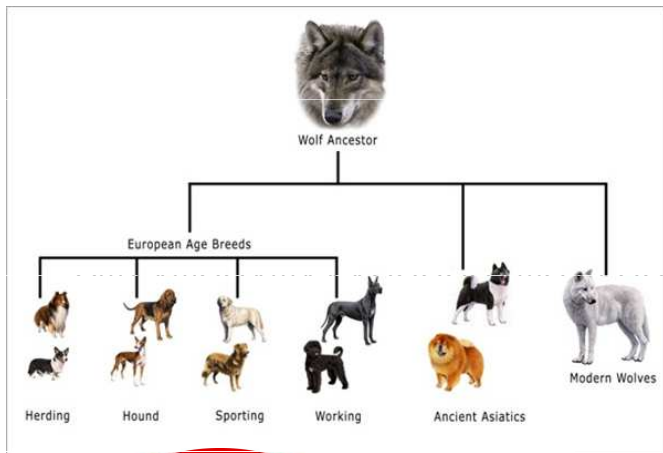 Wolf Ancestor
European Age Breeds
Modern Wolves
Herding
Hound
Sporting
Working
Ancient Asiatics